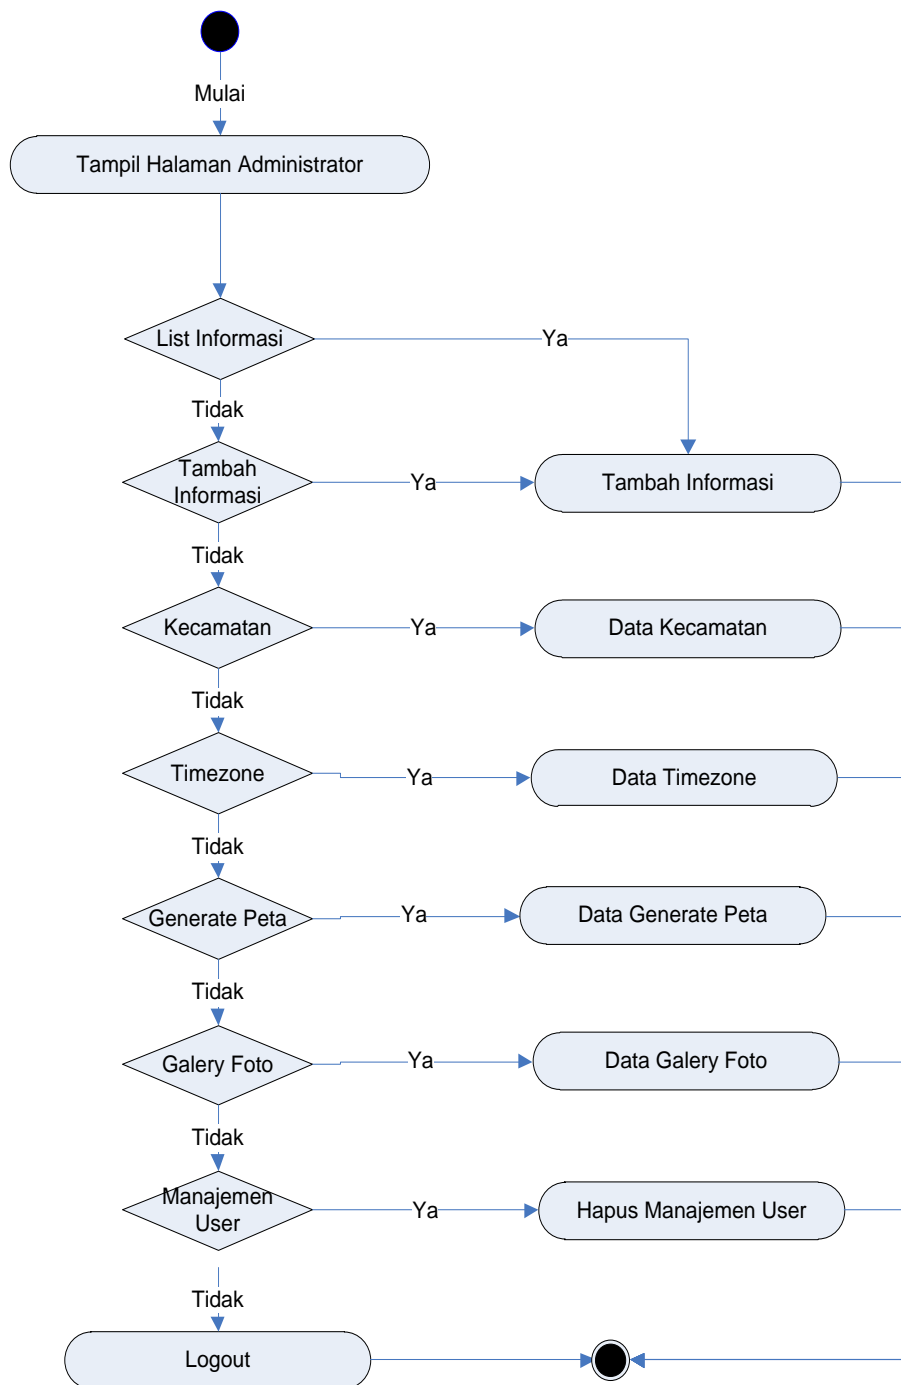 Mulai
Tampil Halaman Administrator
List Informasi
Ya
Tidak
Tambah
Informasi
Ya
Tambah Informasi
Tidak
Kecamatan
Ya
Data Kecamatan
Tidak
Timezone
Ya
Data Timezone
Tidak
Generate Peta
Ya
Data Generate Peta
Tidak
Galery Foto
Ya
Data Galery Foto
Tidak
Manajemen
User
Ya
Hapus Manajemen User
Tidak
Logout